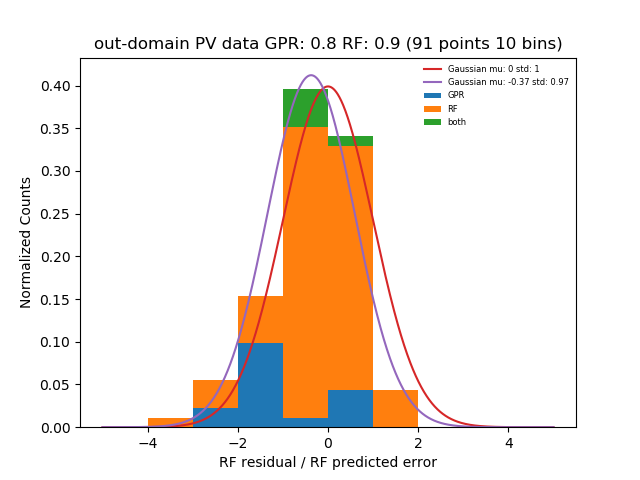 out-domain PV data GPR: 0.8 RF: 0.9 (91 points 10 bins)
Gaussian mu: 0 std: 1
Gaussian mu: -0.37 std: 0.97
GPR
RF
both
Normalized Counts
0.40
0.35
0.30
0.25
0.20
0.15
0.10
0.05
0.00
−4 −2 0 2 4
RF residual / RF predicted error